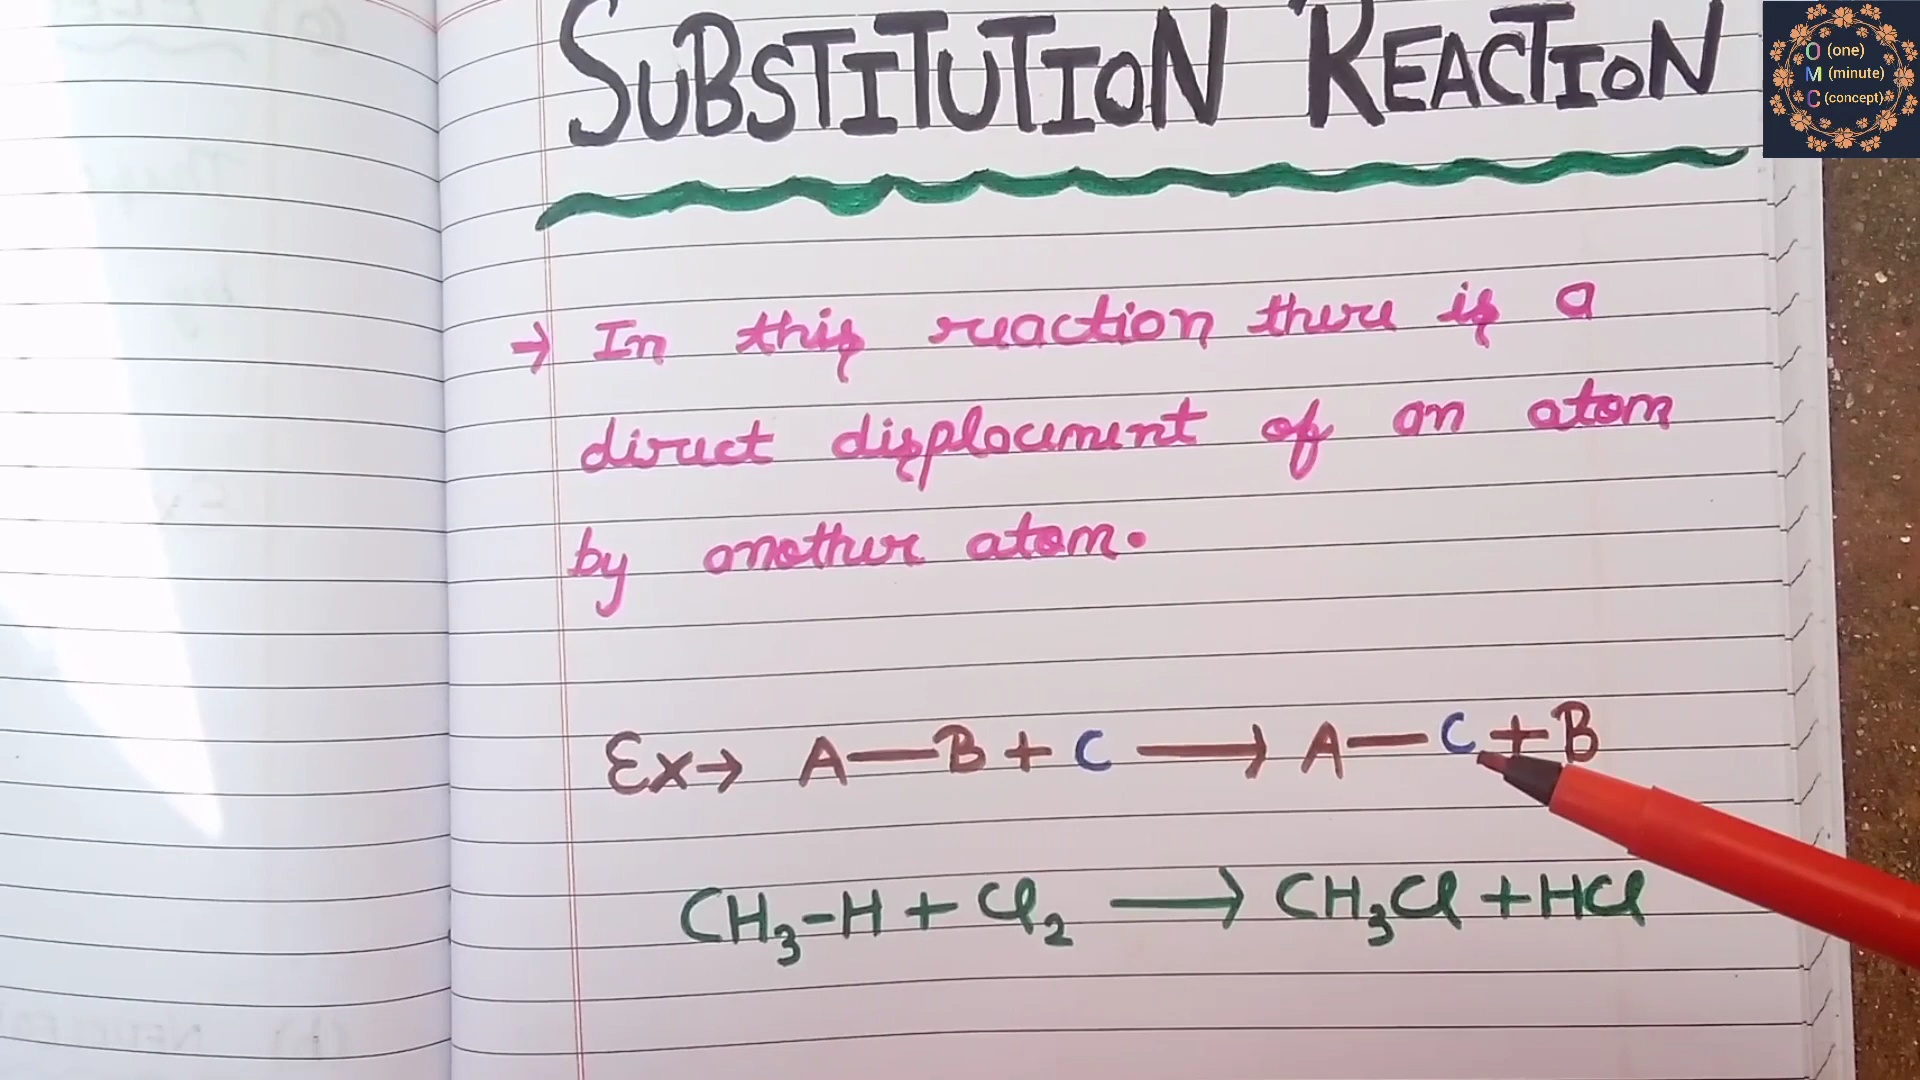 SUBSTITUTION REACTION
O (one)
M (minute)
C (concept)
→ In this reaction there is a
direct displacement of an atom
by another atom.
Ex→ A—B + C ⟶ A—C + B
CH₃-H + Cl₂ ⟶ CH₃Cl + HCl